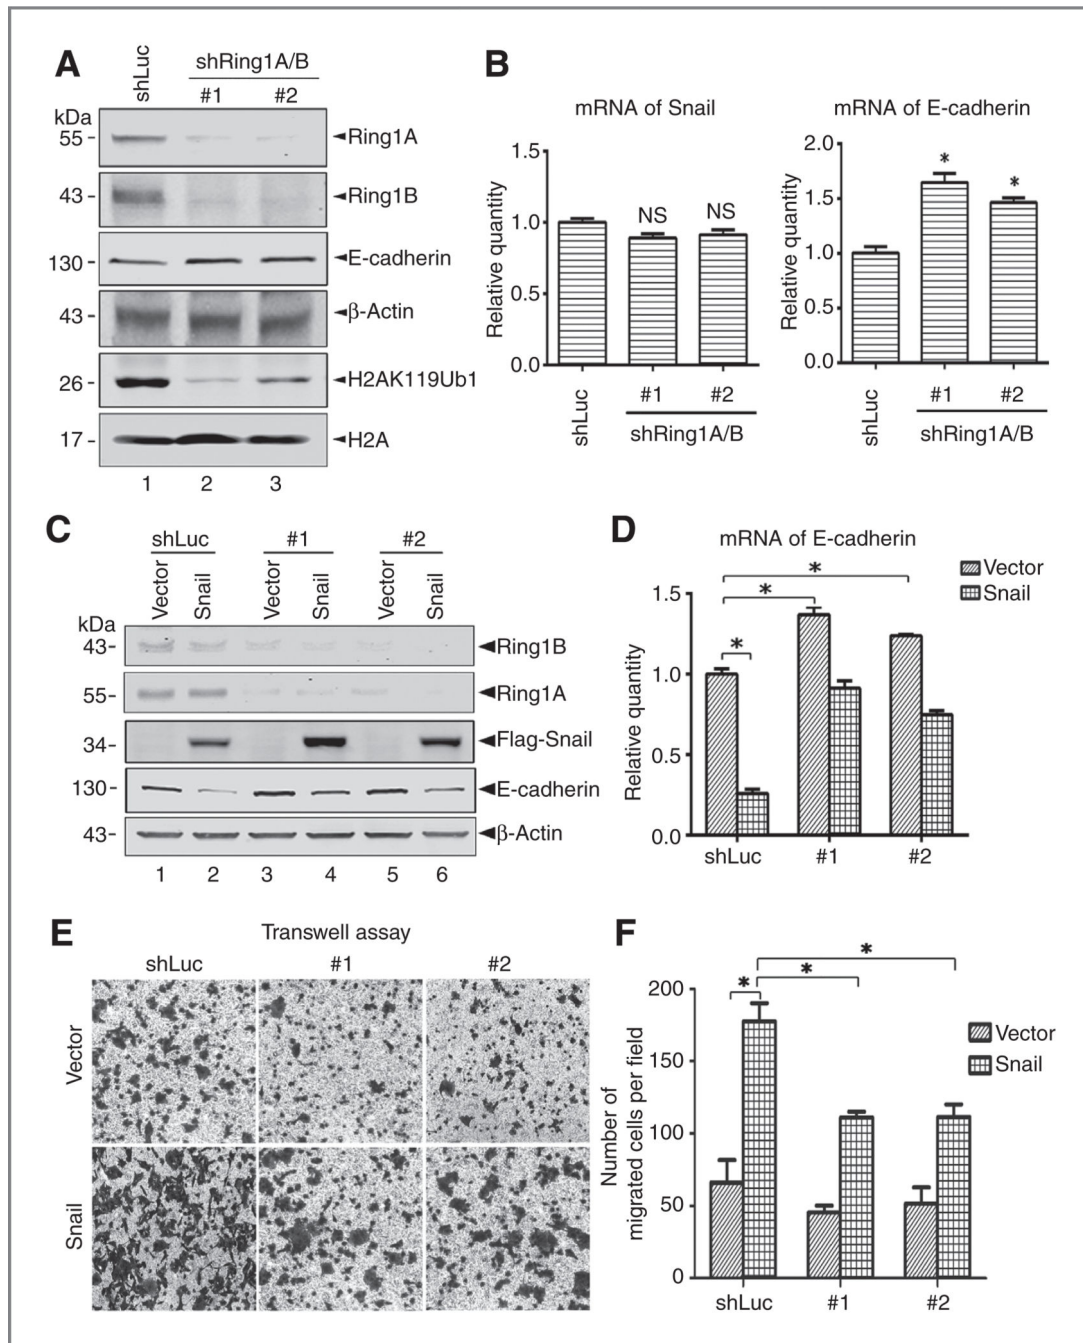 A
shLuc
shRing1A/B
#1 #2
kDa
55 Ring1A
43 Ring1B
130 E-cadherin
43 β-Actin
26 H2AK119Ub1
17 H2A
1 2 3
B
mRNA of Snail
Relative quantity
1.5
1.0
0.5
0.0
NS NS
shLuc
#1 #2
shRing1A/B
mRNA of E-cadherin
Relative quantity
2.0
1.5
1.0
0.5
0.0
* *
shLuc
#1 #2
shRing1A/B
C
shLuc #1 #2
Vector Snail Vector Snail Vector Snail
kDa
43 Ring1B
55 Ring1A
34 Flag-Snail
130 E-cadherin
43 β-Actin
1 2 3 4 5 6
D
mRNA of E-cadherin
Vector
Snail
Relative quantity
1.5
1.0
0.5
0.0
* * *
shLuc #1 #2
E
Transwell assay
shLuc #1 #2
Vector
Snail
F
Number of
migrated cells per field
200
150
100
50
0
* * *
Vector
Snail
shLuc #1 #2